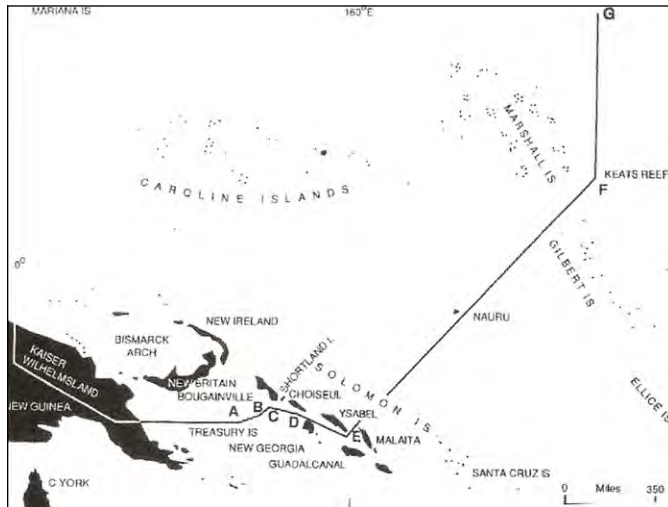 MARIANA IS
160°E
G
MARSHALL IS
KEATS REEF
F
CAROLINE ISLANDS
GILBERT IS
0°
NAURU
NEW IRELAND
BISMARCK
ARCH
KAISER
WILHELMSLAND
SHORTLAND I.
SOLOMON IS
NEW BRITAIN
CHOISEUL
BOUGAINVILLE
ELLICE IS
NEW GUINEA
A
B
C
D
YSABEL
E
TREASURY IS
MALAITA
NEW GEORGIA
GUADALCANAL
SANTA CRUZ IS
C YORK
0 Miles 350